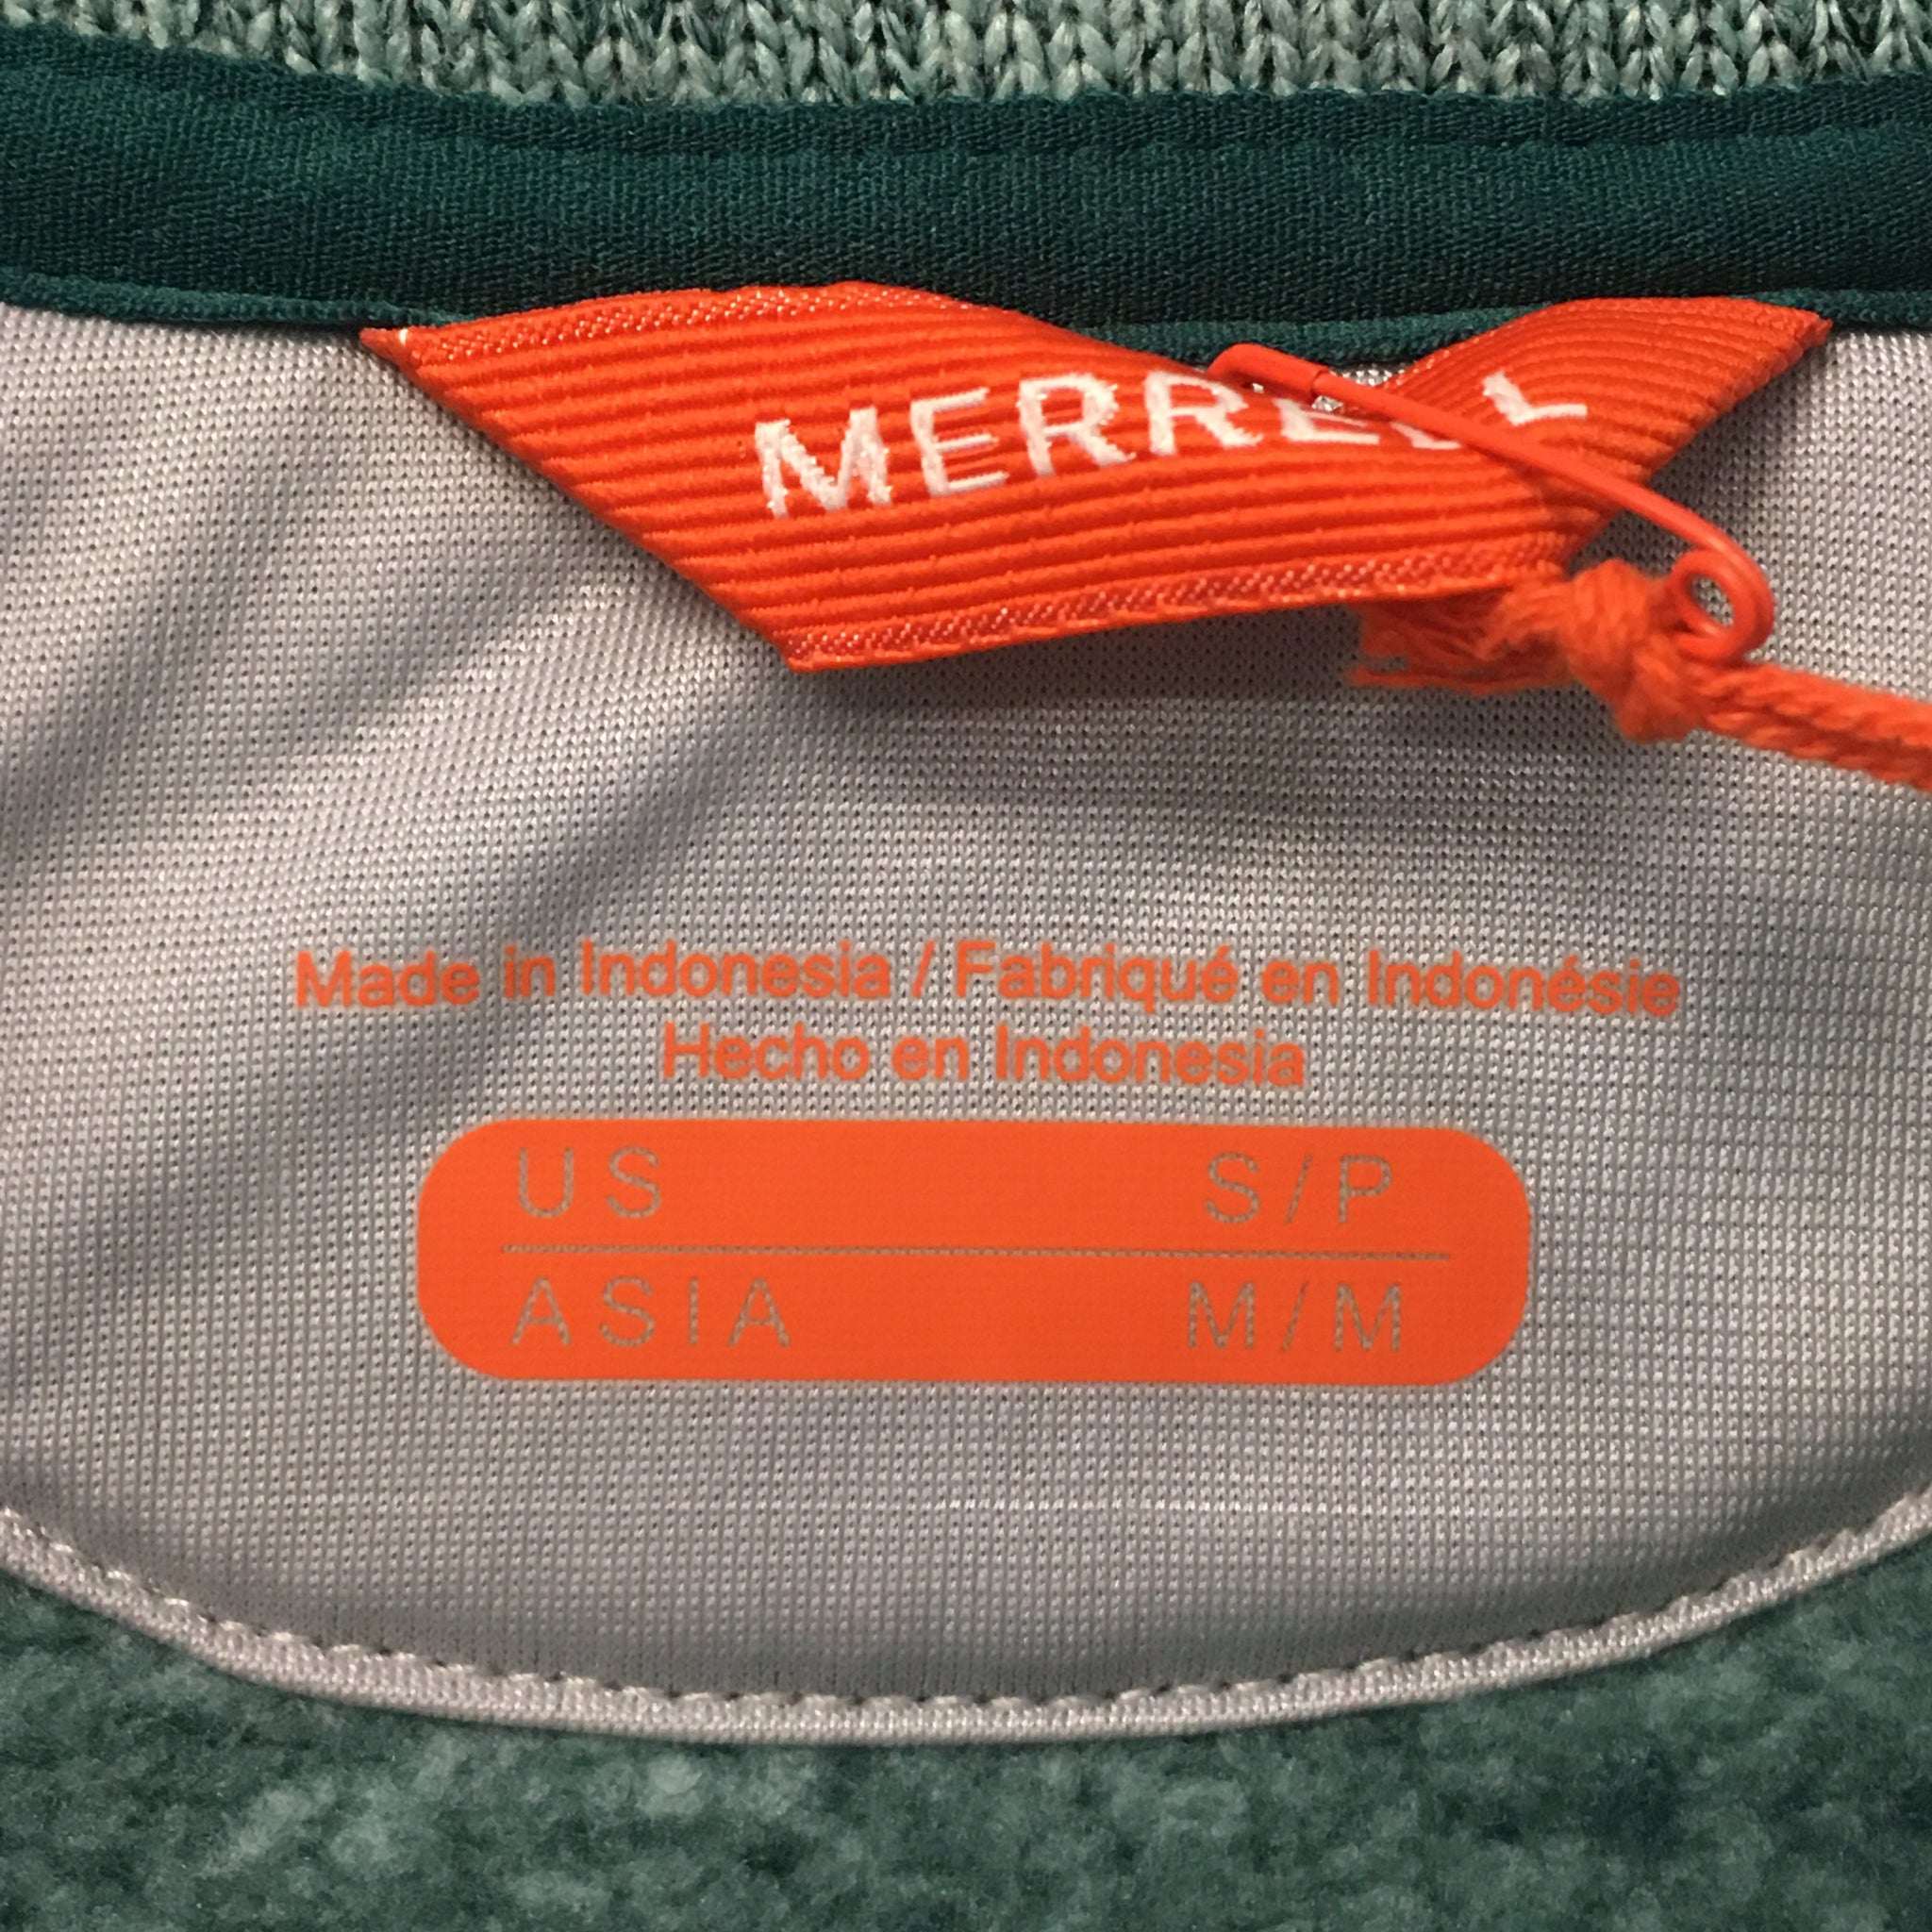 MERRELL
Made in Indonesia / Fabriqué en Indonésie
Hecho en Indonesia
US S/P
ASIA M/M